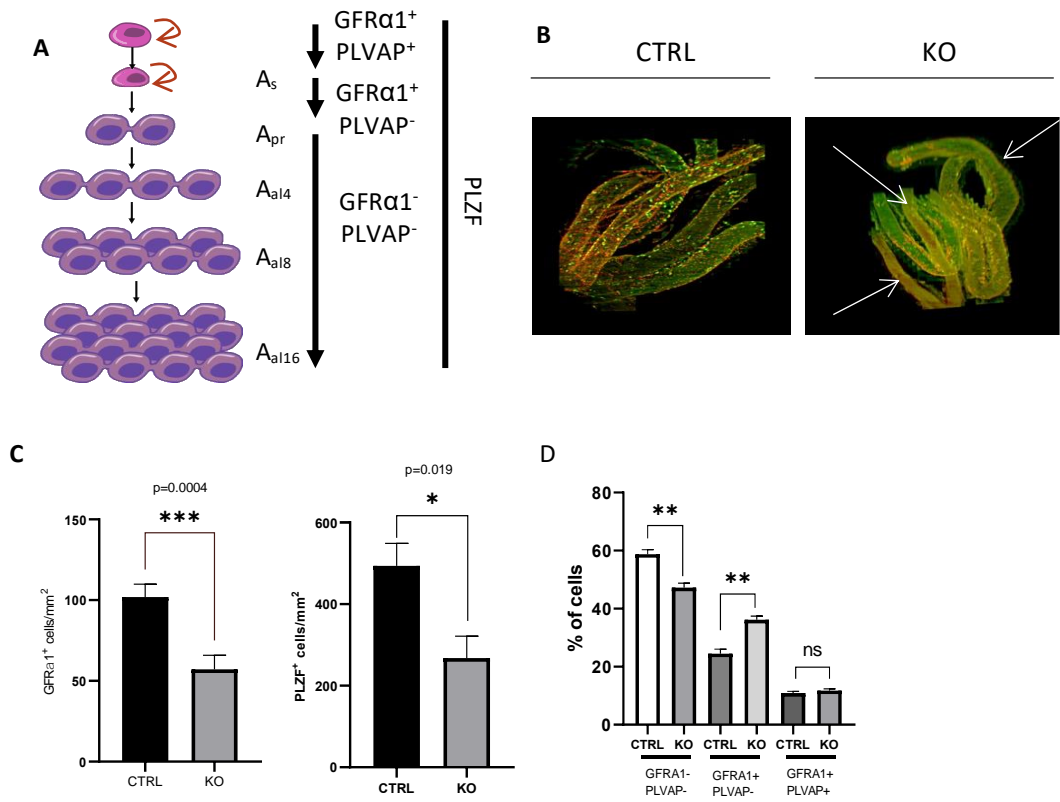 A
GFRα1⁺
PLVAP⁺
Aₛ
GFRα1⁺
PLVAP⁻
Apr
Aal4
GFRα1⁻
PLVAP⁻
Aal8
Aal16
PLZF
B
CTRL
KO
C
p=0.0004
***
GFRα1⁺ cells/mm²
150
100
50
0
CTRL
KO
p=0.019
*
PLZF⁺ cells/mm²
600
400
200
0
CTRL
KO
D
% of cells
80
60
40
20
0
**
**
ns
CTRL KO CTRL KO CTRL KO
GFRA1- GFRA1+ GFRA1+
PLVAP- PLVAP- PLVAP+